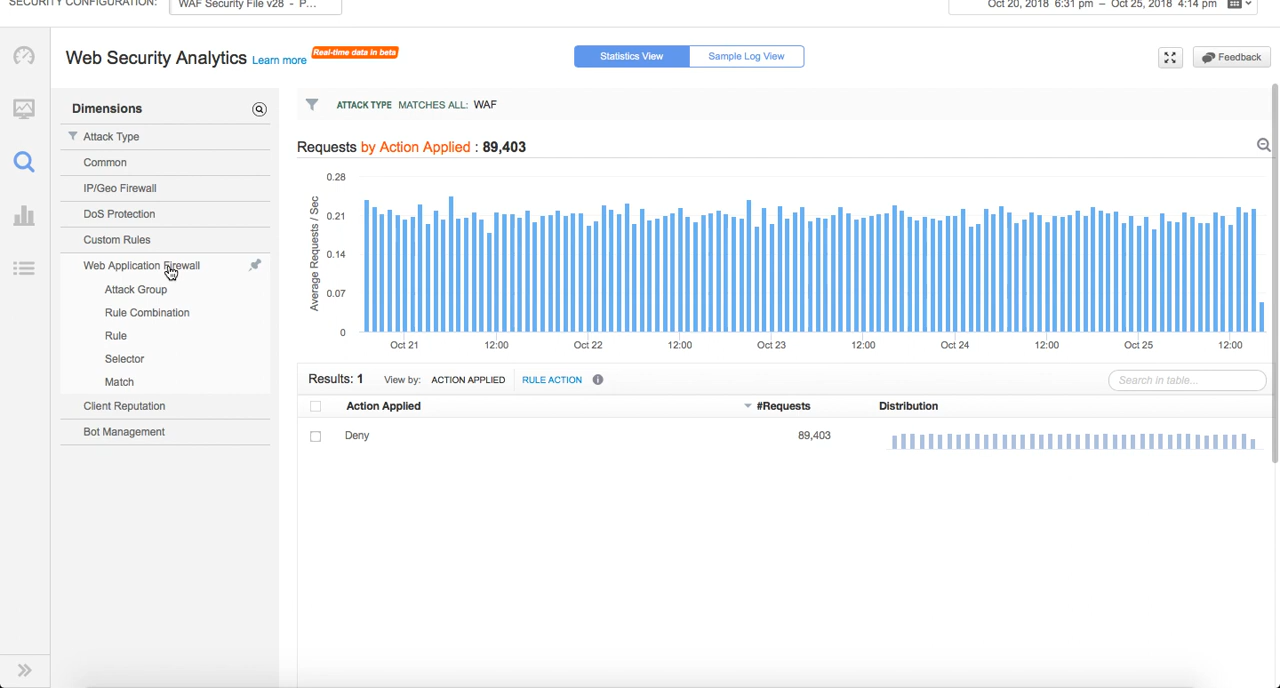 SECURITY CONFIGURATION: WAF Security File v28 - P... Oct 20, 2018 6:31 pm – Oct 25, 2018 4:14 pm
Web Security Analytics Learn more Real-time data in beta
Statistics View Sample Log View
Feedback
Dimensions
Attack Type
Common
IP/Geo Firewall
DoS Protection
Custom Rules
Web Application Firewall
Attack Group
Rule Combination
Rule
Selector
Match
Client Reputation
Bot Management
ATTACK TYPE MATCHES ALL: WAF
Requests by Action Applied : 89,403
Average Requests / Sec
0.28
0.21
0.14
0.07
0
Oct 21 12:00 Oct 22 12:00 Oct 23 12:00 Oct 24 12:00 Oct 25 12:00
Results: 1 View by: ACTION APPLIED RULE ACTION Search in table...
Action Applied #Requests Distribution
Deny 89,403